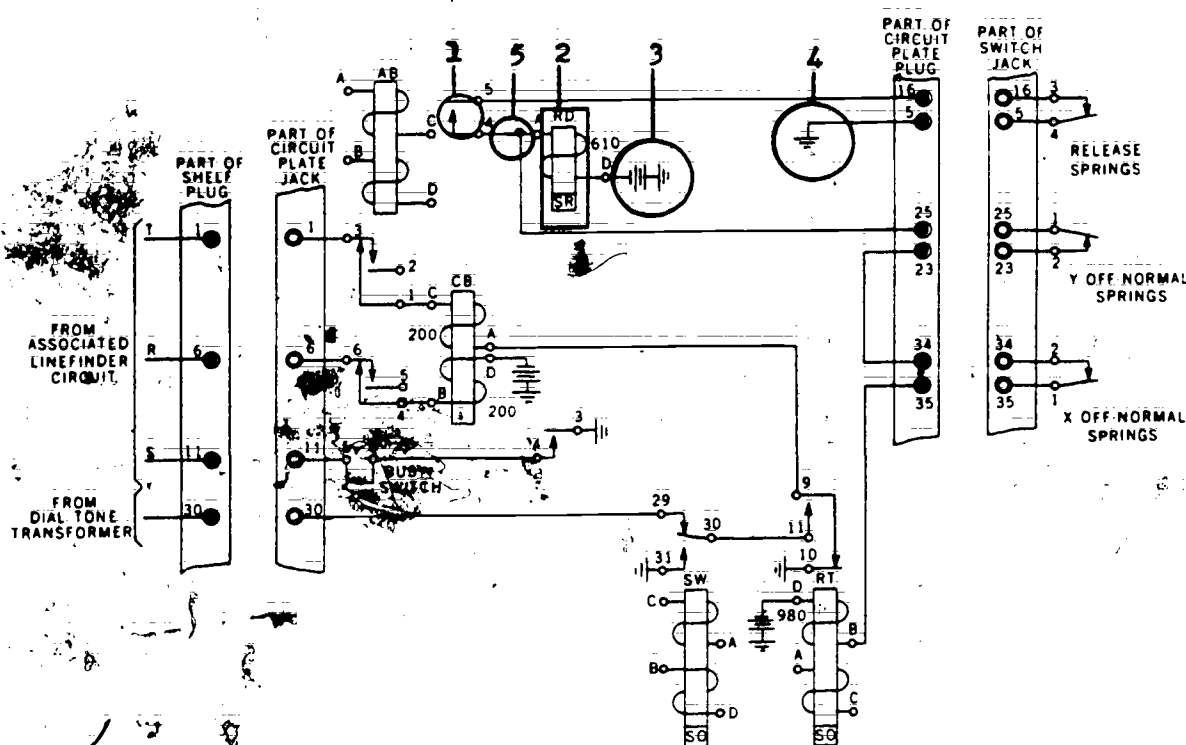 1 5 2 3 4
PART OF
CIRCUIT
PLATE
PLUG
PART OF
SWITCH
JACK
PART OF
SHELF
PLUG
PART OF
CIRCUIT
PLATE
JACK
AB
A
B
C
D
5
4
A
RD
610
D
SR
16
5
25
23
34
35
16
5
25
23
34
35
3
4
RELEASE
SPRINGS
1
2
Y OFF-NORMAL
SPRINGS
2
1
X OFF-NORMAL
SPRINGS
T
R
S
FROM
ASSOCIATED
LINEFINDER
CIRCUIT
FROM
DIAL TONE
TRANSFORMER
1
6
11
30
1
6
11
30
3
2
1
C
CB
200
A
D
200
B
6
5
4
3
BUSY
SWITCH
29
30
31
9
11
10
SW
C
A
B
D
SO
RT
D
980
B
A
C
SO